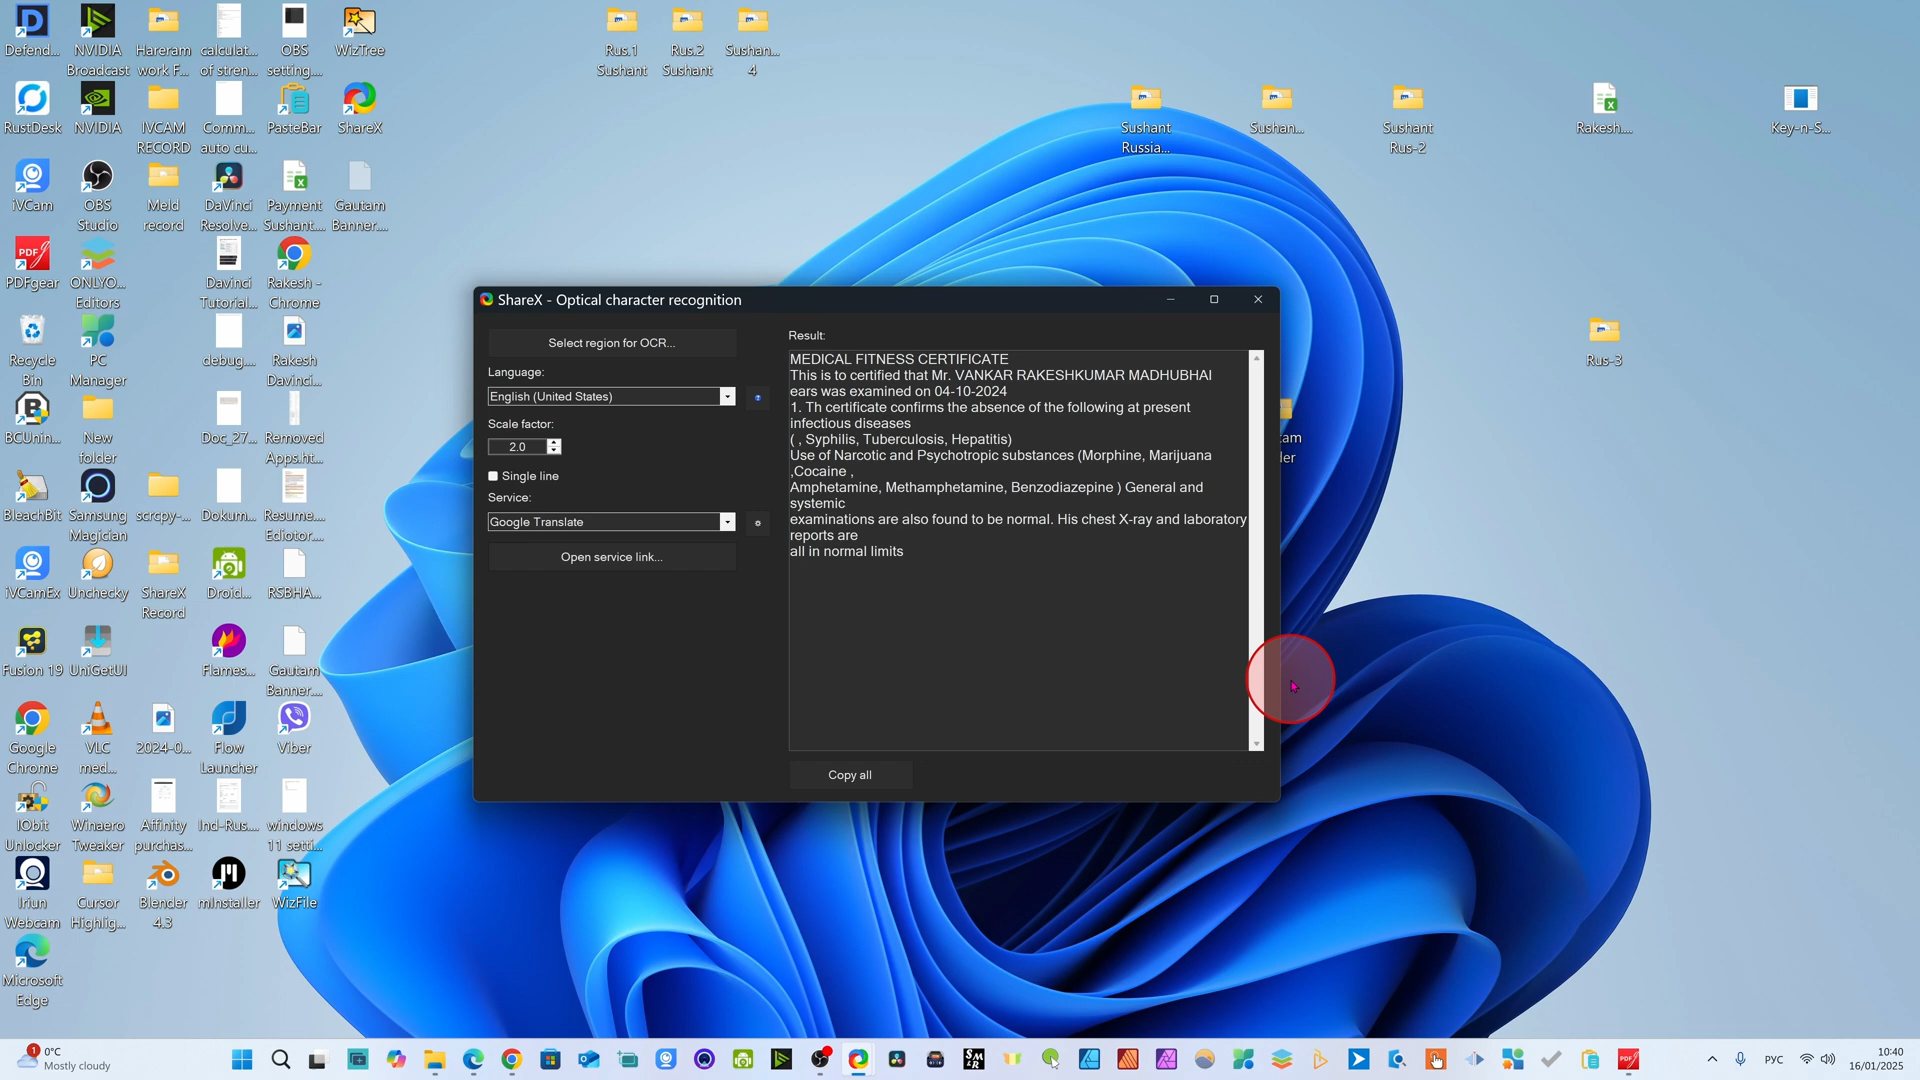 Defend...
NVIDIA
Broadcast
Hareram
work F...
calculat...
of stren...
OBS
setting....
WizTree
Rus.1
Sushant
Rus.2
Sushant
Sushan...
4
RustDesk
NVIDIA
IVCAM
RECORD
Comm...
auto cu...
PasteBar
ShareX
Sushant
Russia...
Sushan...
Sushant
Rus-2
Rakesh....
Key-n-S...
iVCam
OBS
Studio
Meld
record
DaVinci
Resolve...
Payment
Sushant....
Gautam
Banner....
PDFgear
ONLYO...
Editors
Davinci
Tutorial...
Rakesh -
Chrome
Recycle
Bin
PC
Manager
debug....
Rakesh
Davinci...
Rus-3
BCUnin...
New
folder
Doc_27...
Removed
Apps.ht...
BleachBit
Samsung
Magician
scrcpy-...
Dokum...
Resume....
Ediotor....
iVCamEx
Unchecky
ShareX
Record
Droid...
RSBHA...
Fusion 19
UniGetUI
Flames...
Gautam
Banner....
Google
Chrome
VLC
med...
2024-0...
Flow
Launcher
Viber
IObit
Unlocker
Winaero
Tweaker
Affinity
purchas...
Ind-Rus....
windows
11 setti...
Iriun
Webcam
Cursor
Highlig...
Blender
4.3
mInstaller
WizFile
Microsoft
Edge
ShareX - Optical character recognition
Select region for OCR...
Language:
English (United States)
Scale factor:
2.0
Single line
Service:
Google Translate
Open service link...
Result:
MEDICAL FITNESS CERTIFICATE
This is to certified that Mr. VANKAR RAKESHKUMAR MADHUBHAI
ears was examined on 04-10-2024
1. Th certificate confirms the absence of the following at present
infectious diseases
( , Syphilis, Tuberculosis, Hepatitis)
Use of Narcotic and Psychotropic substances (Morphine, Marijuana
,Cocaine ,
Amphetamine, Methamphetamine, Benzodiazepine ) General and
systemic
examinations are also found to be normal. His chest X-ray and laboratory
reports are
all in normal limits
Copy all
1
0°C
Mostly cloudy
РУС
10:40
16/01/2025